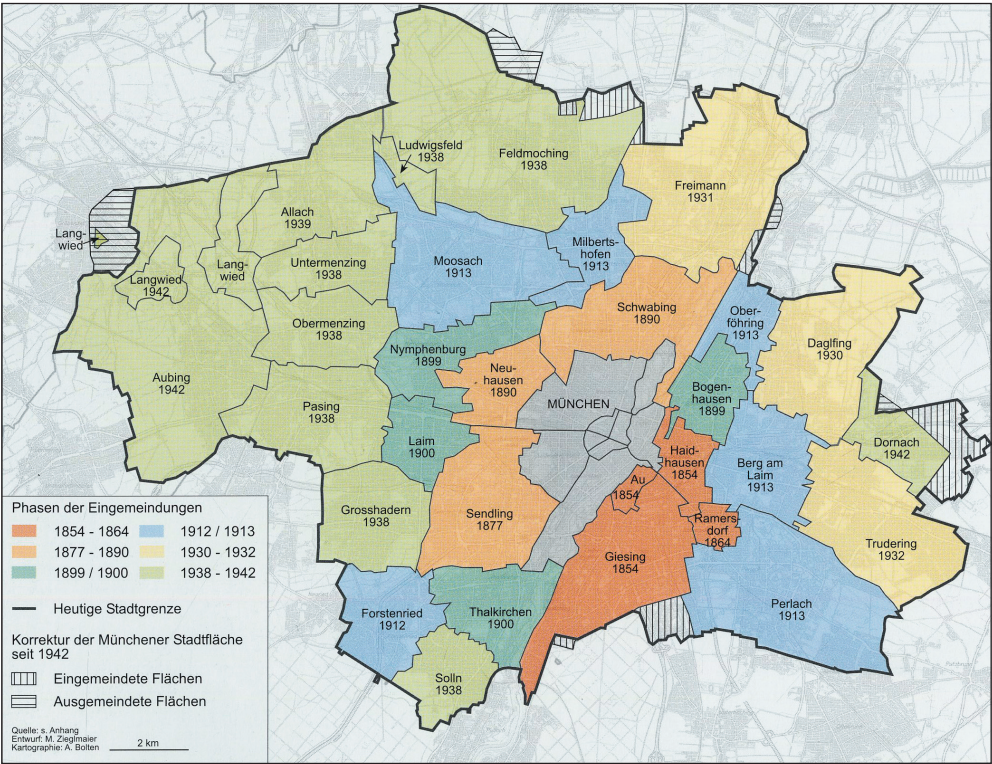 Ludwigsfeld
1938
Feldmoching
1938
Freimann
1931
Allach
1939
Lang-
wied
Langwied
1942
Lang-
wied
Untermenzing
1938
Moosach
1913
Milberts-
hofen
1913
Schwabing
1890
Ober-
föhring
1913
Daglfing
1930
Obermenzing
1938
Nymphenburg
1899
Neu-
hausen
1890
MÜNCHEN
Bogen-
hausen
1899
Aubing
1942
Pasing
1938
Laim
1900
Haid-
hausen
1854
Berg am
Laim
1913
Dornach
1942
Au
1854
Grosshadern
1938
Sendling
1877
Ramers-
dorf
1864
Giesing
1854
Trudering
1932
Forstenried
1912
Thalkirchen
1900
Perlach
1913
Solln
1938
Phasen der Eingemeindungen
1854 - 1864
1912 / 1913
1877 - 1890
1930 - 1932
1899 / 1900
1938 - 1942
Heutige Stadtgrenze
Korrektur der Münchener Stadtfläche
seit 1942
Eingemeindete Flächen
Ausgemeindete Flächen
Quelle: s. Anhang
Entwurf: M. Zieglmaier
Kartographie: A. Bolten
2 km